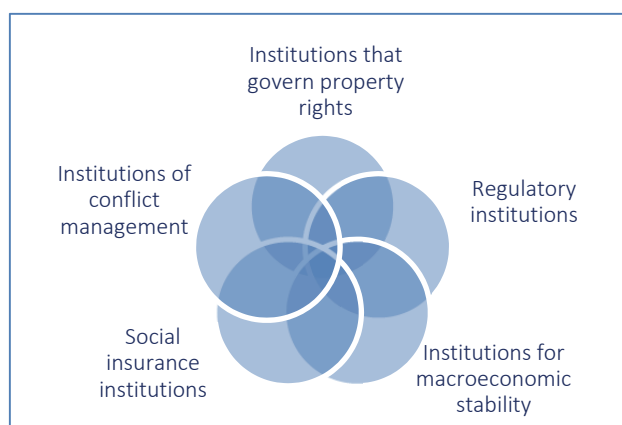 Institutions that
govern property
rights
Institutions of
conflict
management
Regulatory
institutions
Social
insurance
institutions
Institutions for
macroeconomic
stability